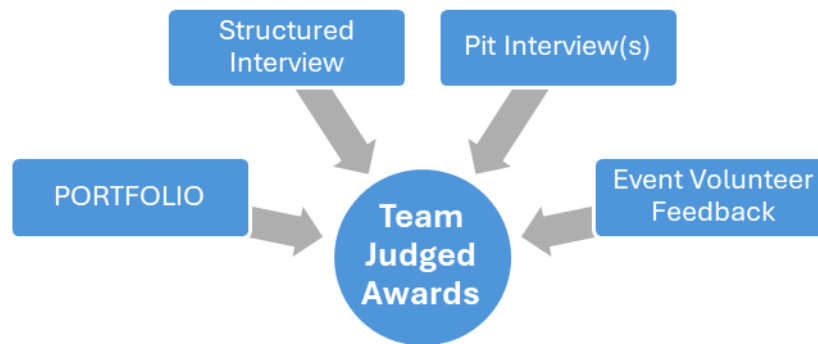 Structured
Interview
Pit Interview(s)
PORTFOLIO
Event Volunteer
Feedback
Team
Judged
Awards